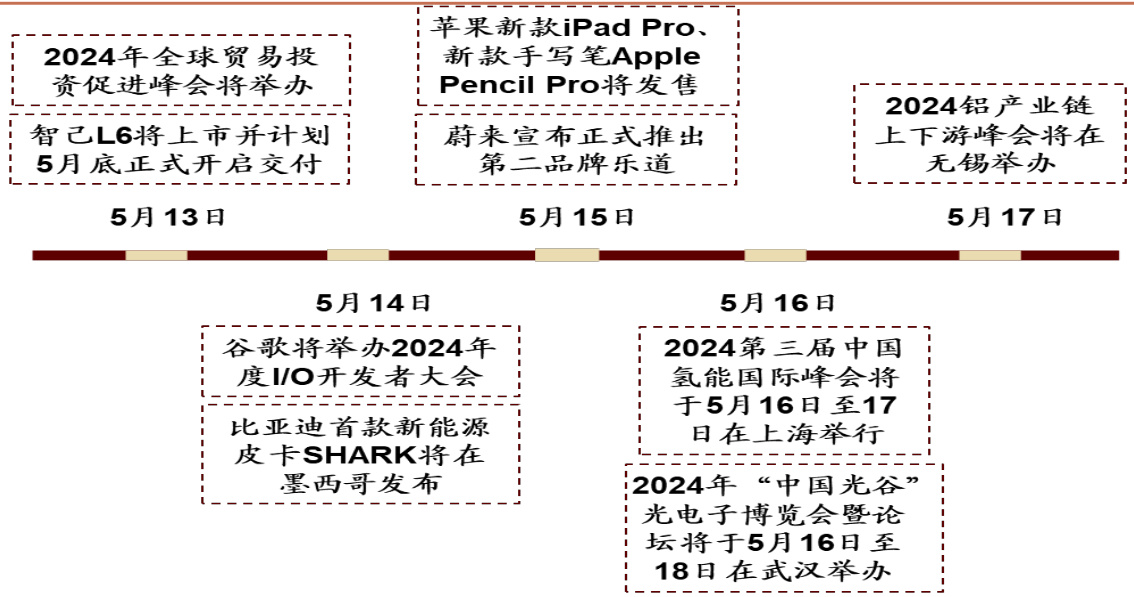 2024年全球贸易投
资促进峰会将举办
智己L6将上市并计划
5月底正式开启交付
5月13日
苹果新款iPad Pro、
新款手写笔Apple
Pencil Pro将发售
蔚来宣布正式推出
第二品牌乐道
5月15日
2024铝产业链
上下游峰会将在
无锡举办
5月17日
5月14日
谷歌将举办2024年
度I/O开发者大会
比亚迪首款新能源
皮卡SHARK将在
墨西哥发布
5月16日
2024第三届中国
氢能国际峰会将
于5月16日至17
日在上海举行
2024年“中国光谷”
光电子博览会暨论
坛将于5月16日至
18日在武汉举办